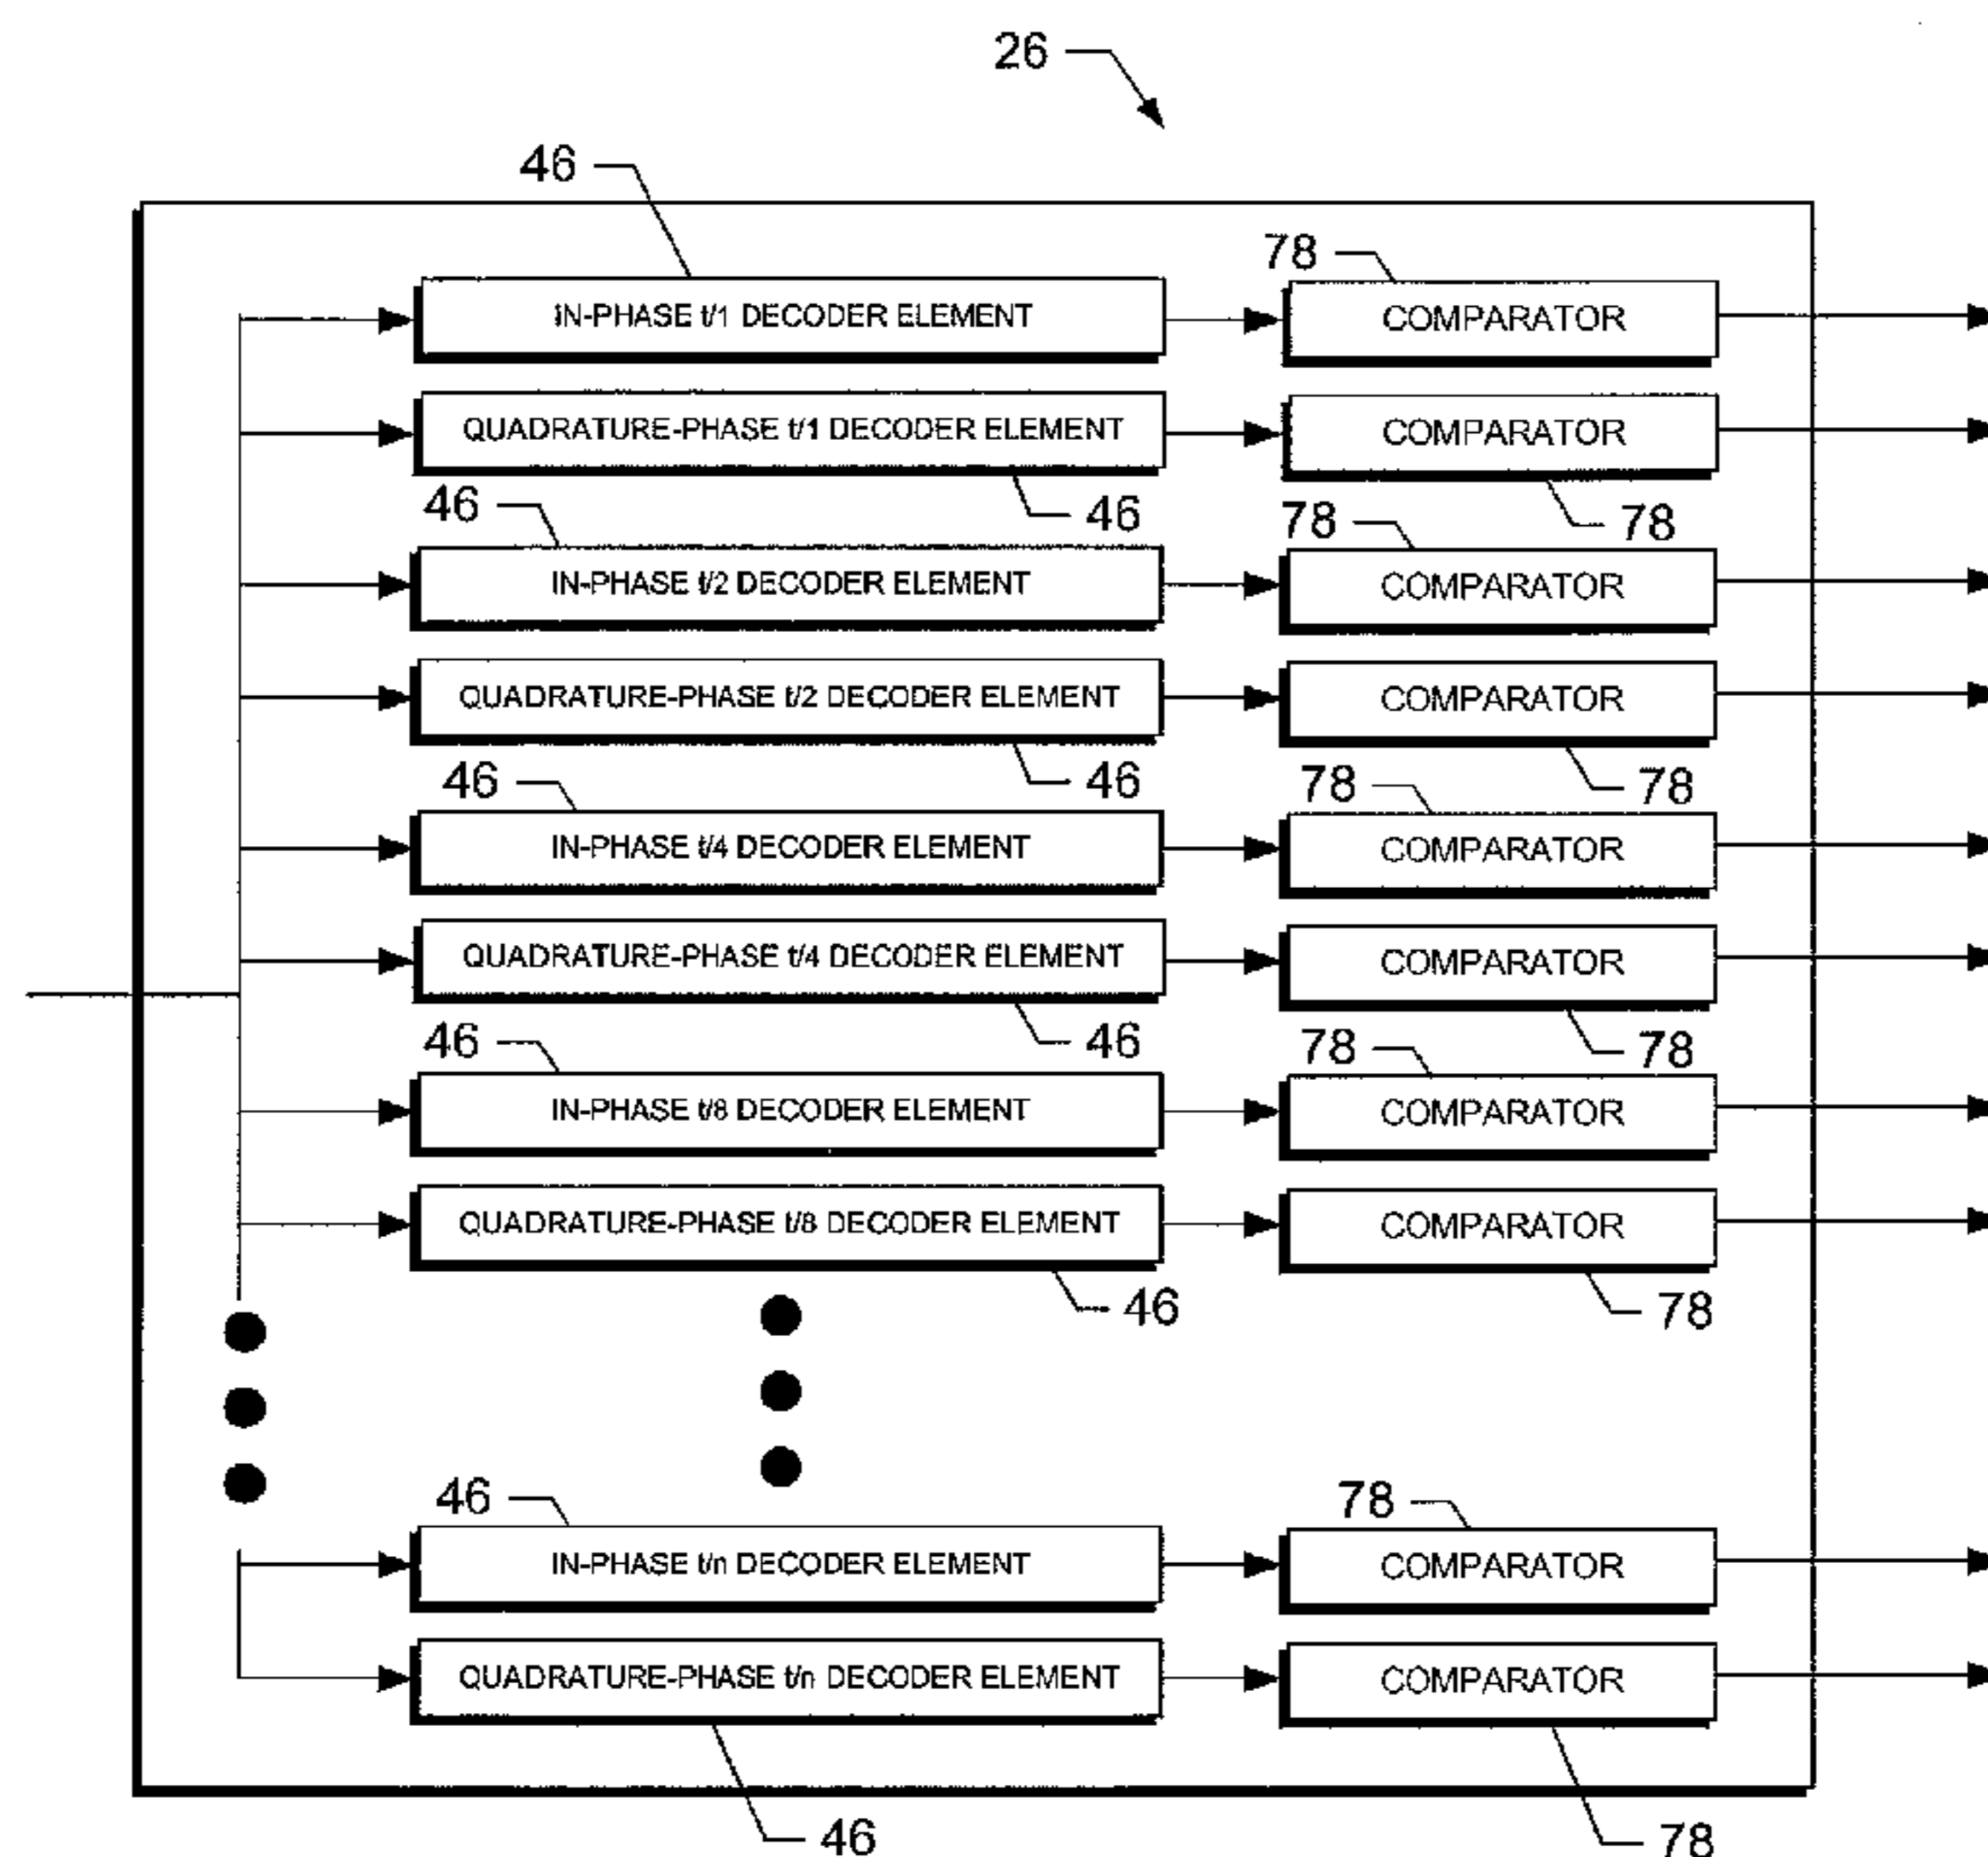 26
46
78
IN-PHASE t/1 DECODER ELEMENT
COMPARATOR
QUADRATURE-PHASE t/1 DECODER ELEMENT
COMPARATOR
46
46
78
78
IN-PHASE t/2 DECODER ELEMENT
COMPARATOR
QUADRATURE-PHASE t/2 DECODER ELEMENT
COMPARATOR
46
46
78
78
IN-PHASE t/4 DECODER ELEMENT
COMPARATOR
QUADRATURE-PHASE t/4 DECODER ELEMENT
COMPARATOR
46
46
78
78
IN-PHASE t/8 DECODER ELEMENT
COMPARATOR
QUADRATURE-PHASE t/8 DECODER ELEMENT
COMPARATOR
46
78
46
78
IN-PHASE t/n DECODER ELEMENT
COMPARATOR
QUADRATURE-PHASE t/n DECODER ELEMENT
COMPARATOR
46
78